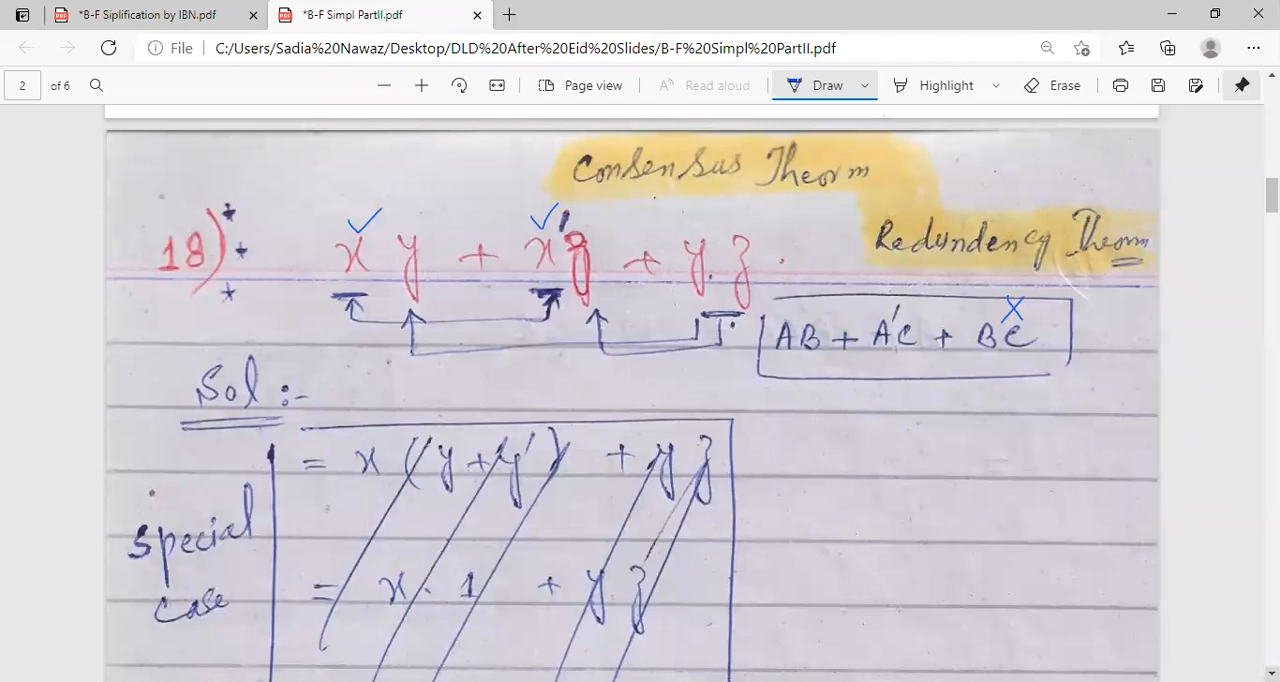 *B-F Siplification by IBN.pdf
*B-F Simpl PartII.pdf
File C:/Users/Sadia%20Nawaz/Desktop/DLD%20After%20Eid%20Slides/B-F%20Simpl%20PartII.pdf
2 of 6 Page view Read aloud Draw Highlight Erase
Consensus Theorm
18) x y + x'z + y.z.
Redundency Theorm
AB + A'C + BC
Sol :-
= x (y + y') + y z
special case
= x . 1 + y z